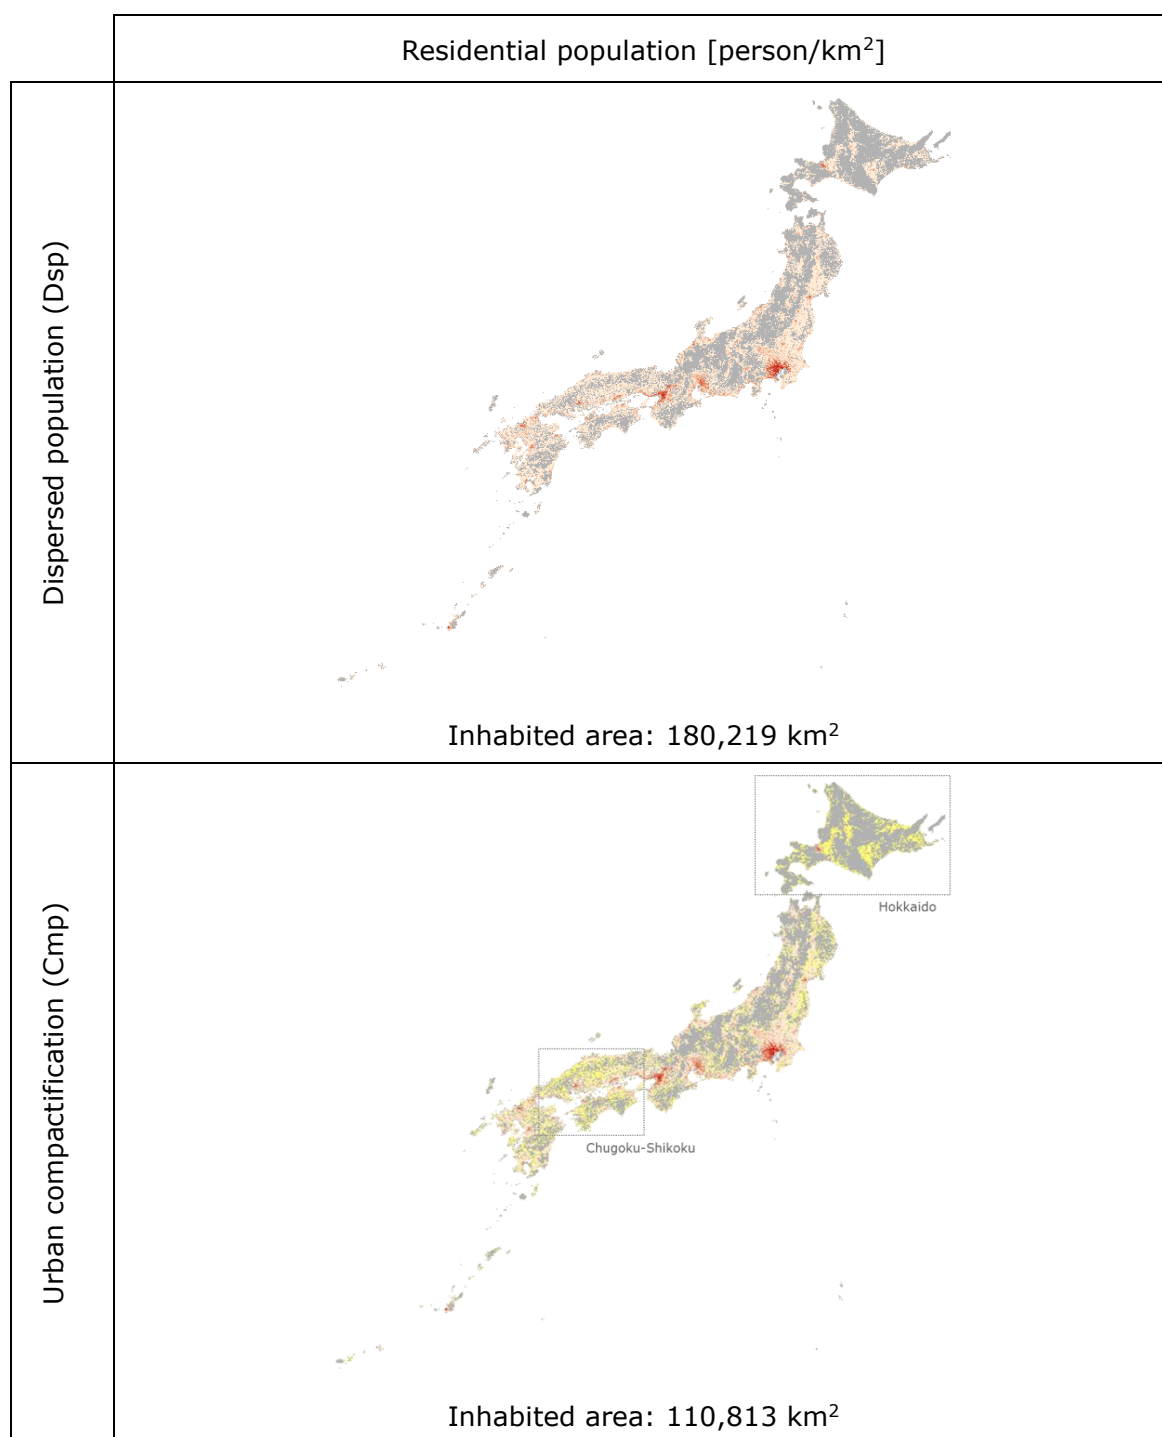 Residential population [person/km²]
Dispersed population (Dsp)
Inhabited area: 180,219 km²
Urban compactification (Cmp)
Hokkaido
Chugoku-Shikoku
Inhabited area: 110,813 km²